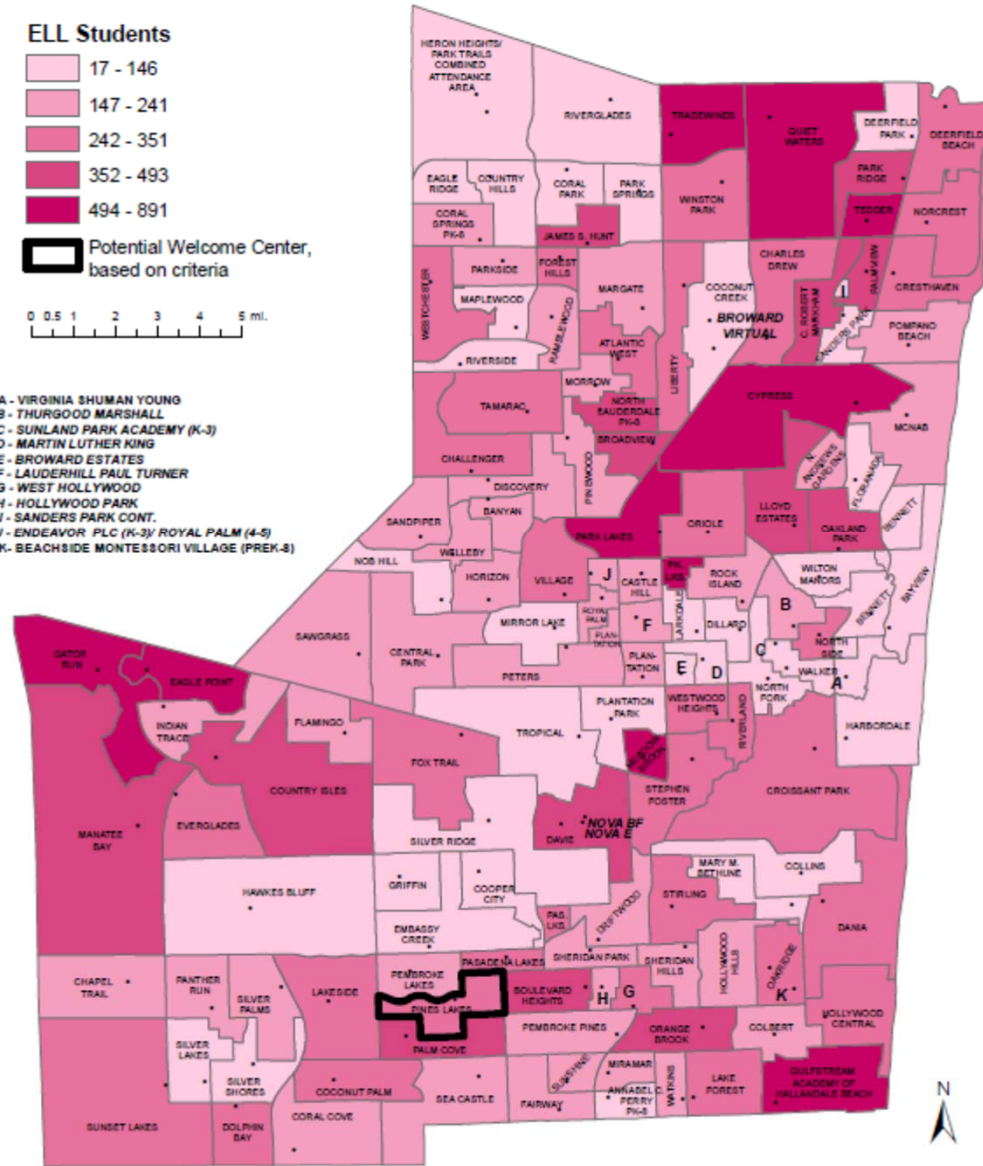 ELL Students
17 - 146
147 - 241
242 - 351
352 - 493
494 - 891
Potential Welcome Center,
based on criteria
0 0.5 1 2 3 4 5 mi.
A - VIRGINIA SHUMAN YOUNG
B - THURGOOD MARSHALL
C - SUNLAND PARK ACADEMY (K-3)
D - MARTIN LUTHER KING
E - BROWARD ESTATES
F - LAUDERHILL PAUL TURNER
G - WEST HOLLYWOOD
H - HOLLYWOOD PARK
I - SANDERS PARK CONT.
J - ENDEAVOR PLC (K-3)/ ROYAL PALM (4-5)
K- BEACHSIDE MONTESSORI VILLAGE (PREK-8)
HERON HEIGHTS/
PARK TRAILS
COMBINED
ATTENDANCE
AREA
RIVERGLADES
TRADEWINDS
QUIET
WATERS
DEERFIELD
PARK
DEERFIELD
BEACH
EAGLE
RIDGE
COUNTRY
HILLS
CORAL
PARK
PARK
SPRINGS
WINSTON
PARK
PARK
RIDGE
TEDDER
NORCREST
CORAL
SPRINGS
PK-8
JAMES S. HUNT
WESTCHESTER
PARKSIDE
FOREST
HILLS
MARGATE
COCONUT
CREEK
CHARLES
DREW
PALMVIEW
CRESTHAVEN
MAPLEWOOD
RAMBLEWOOD
BROWARD
VIRTUAL
C. ROBERT
MARKHAM
I
SANDERS PARK
POMPANO
BEACH
RIVERSIDE
ATLANTIC
WEST
LIBERTY
MORROW
CYPRESS
TAMARAC
NORTH
LAUDERDALE
PK-8
MCNAB
BROADVIEW
CHALLENGER
PINEWOOD
N.
ANDREWS
GARDENS
FLORANADA
DISCOVERY
BANYAN
SANDPIPER
PARK LAKES
ORIOLE
LLOYD
ESTATES
OAKLAND
PARK
BENNETT
WELLEBY
NOB HILL
HORIZON
VILLAGE
J
CASTLE
HILL
PK.
LKS.
ROCK
ISLAND
WILTON
MANORS
BENNETT
BAYVIEW
MIRROR LAKE
ROYAL
PALM
PLAN-
TATION
F
LARKDALE
DILLARD
B
NORTH
SIDE
SAWGRASS
CENTRAL
PARK
PETERS
PLAN-
TATION
E
D
C
WALKER
A
NORTH
FORK
GATOR
RUN
EAGLE POINT
INDIAN
TRACE
FLAMINGO
TROPICAL
PLANTATION
PARK
WESTWOOD
HEIGHTS
RIVERLAND
HARBORDALE
FOX TRAIL
MEADOW
BROOK
STEPHEN
FOSTER
CROISSANT PARK
COUNTRY ISLES
MANATEE
BAY
EVERGLADES
SILVER RIDGE
DAVIE
NOVA BF
NOVA E
HAWKES BLUFF
GRIFFIN
COOPER
CITY
MARY M.
BETHUNE
COLLINS
STIRLING
EMBASSY
CREEK
PAS.
LKS.
DRIFTWOOD
DANIA
CHAPEL
TRAIL
PANTHER
RUN
SILVER
PALMS
LAKESIDE
PEMBROKE
LAKES
PASADENA LAKES
SHERIDAN PARK
SHERIDAN
HILLS
HOLLYWOOD
HILLS
OAKRIDGE
K
PINES LAKES
BOULEVARD
HEIGHTS
H
G
HOLLYWOOD
CENTRAL
PALM COVE
PEMBROKE PINES
ORANGE
BROOK
COLBERT
SILVER
LAKES
SILVER
SHORES
COCONUT PALM
SEA CASTLE
SUNSHINE
MIRAMAR
FAIRWAY
ANNABEL C.
PERRY
PK-8
WATKINS
LAKE
FOREST
GULFSTREAM
ACADEMY OF
HALLANDALE BEACH
SUNSET LAKES
DOLPHIN
BAY
CORAL COVE
N